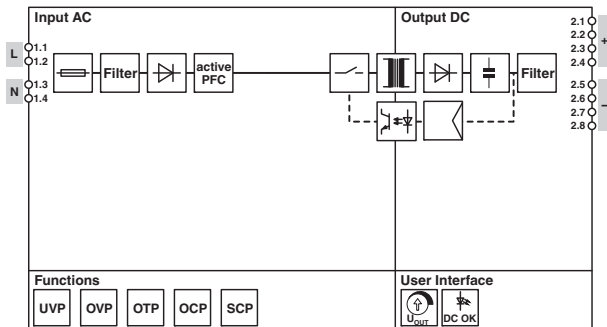 Input AC
Output DC
L
1.1
1.2
N
1.3
1.4
Filter
active
PFC
Filter
2.1
2.2
2.3
2.4
+
2.5
2.6
2.7
2.8
–
Functions
UVP
OVP
OTP
OCP
SCP
User Interface
UOUT
DC OK